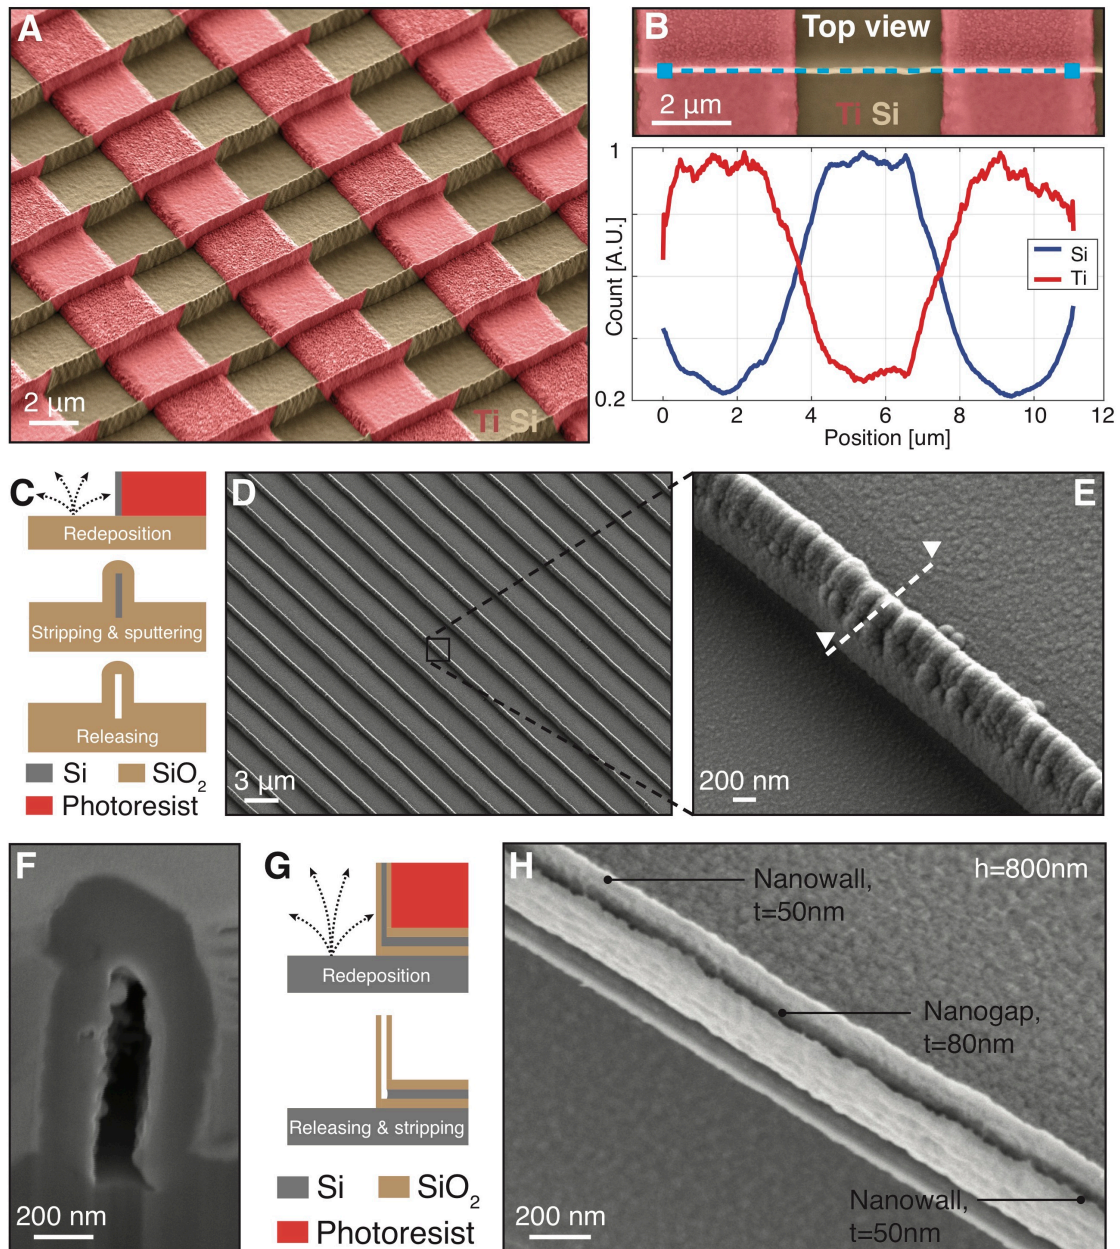 A
2 μm
Ti Si
B
Top view
2 μm
Ti Si
1
Count [A.U.]
0.2
Si
Ti
0 2 4 6 8 10 12
Position [um]
C
Redeposition
Stripping & sputtering
Releasing
Si SiO2
Photoresist
D
3 μm
E
200 nm
F
200 nm
G
Redeposition
Releasing & stripping
Si SiO2
Photoresist
H
h=800nm
Nanowall,
t=50nm
Nanogap,
t=80nm
Nanowall,
t=50nm
200 nm